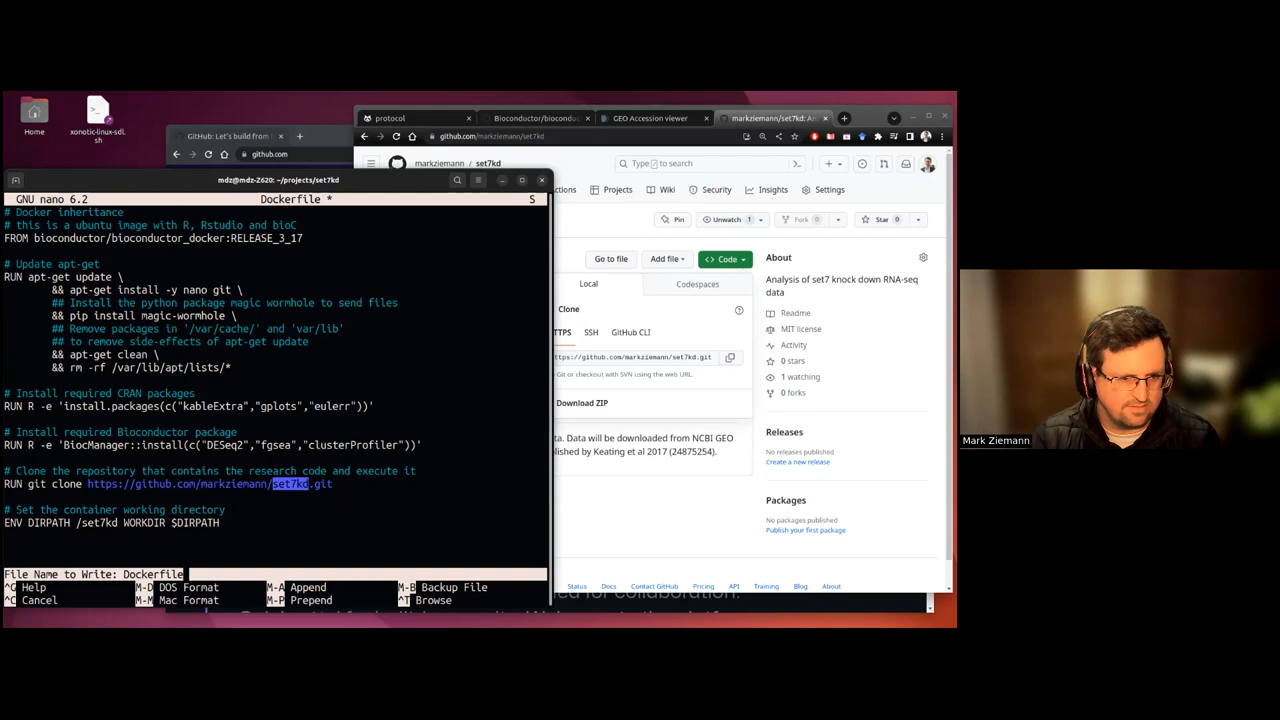 Home
xonotic-linux-sdl.
sh
GitHub: Let's build from
github.com
protocol
Bioconductor/bioconduc
GEO Accession viewer
markziemann/set7kd: An
github.com/markziemann/set7kd
markziemann / set7kd
Type / to search
Actions
Projects
Wiki
Security
Insights
Settings
Pin
Unwatch 1
Fork 0
Star 0
Go to file
Add file
<> Code
Local
Codespaces
Clone
HTTPS
SSH
GitHub CLI
https://github.com/markziemann/set7kd.git
Git or checkout with SVN using the web URL.
Download ZIP
ta. Data will be downloaded from NCBI GEO
blished by Keating et al 2017 (24875254).
About
Analysis of set7 knock down RNA-seq
data
Readme
MIT license
Activity
0 stars
1 watching
0 forks
Releases
No releases published
Create a new release
Packages
No packages published
Publish your first package
Status Docs Contact GitHub Pricing API Training Blog About
mdz@mdz-Z620: ~/projects/set7kd
GNU nano 6.2 Dockerfile * S
# Docker inheritance
# this is a ubuntu image with R, Rstudio and bioC
FROM bioconductor/bioconductor_docker:RELEASE_3_17
# Update apt-get
RUN apt-get update \
&& apt-get install -y nano git \
## Install the python package magic wormhole to send files
&& pip install magic-wormhole \
## Remove packages in '/var/cache/' and 'var/lib'
## to remove side-effects of apt-get update
&& apt-get clean \
&& rm -rf /var/lib/apt/lists/*
# Install required CRAN packages
RUN R -e 'install.packages(c("kableExtra","gplots","eulerr"))'
# Install required Bioconductor package
RUN R -e 'BiocManager::install(c("DESeq2","fgsea","clusterProfiler"))'
# Clone the repository that contains the research code and execute it
RUN git clone https://github.com/markziemann/set7kd.git
# Set the container working directory
ENV DIRPATH /set7kd WORKDIR $DIRPATH
File Name to Write: Dockerfile
^G Help M-D DOS Format M-A Append M-B Backup File
^C Cancel M-M Mac Format M-P Prepend ^T Browse
Mark Ziemann